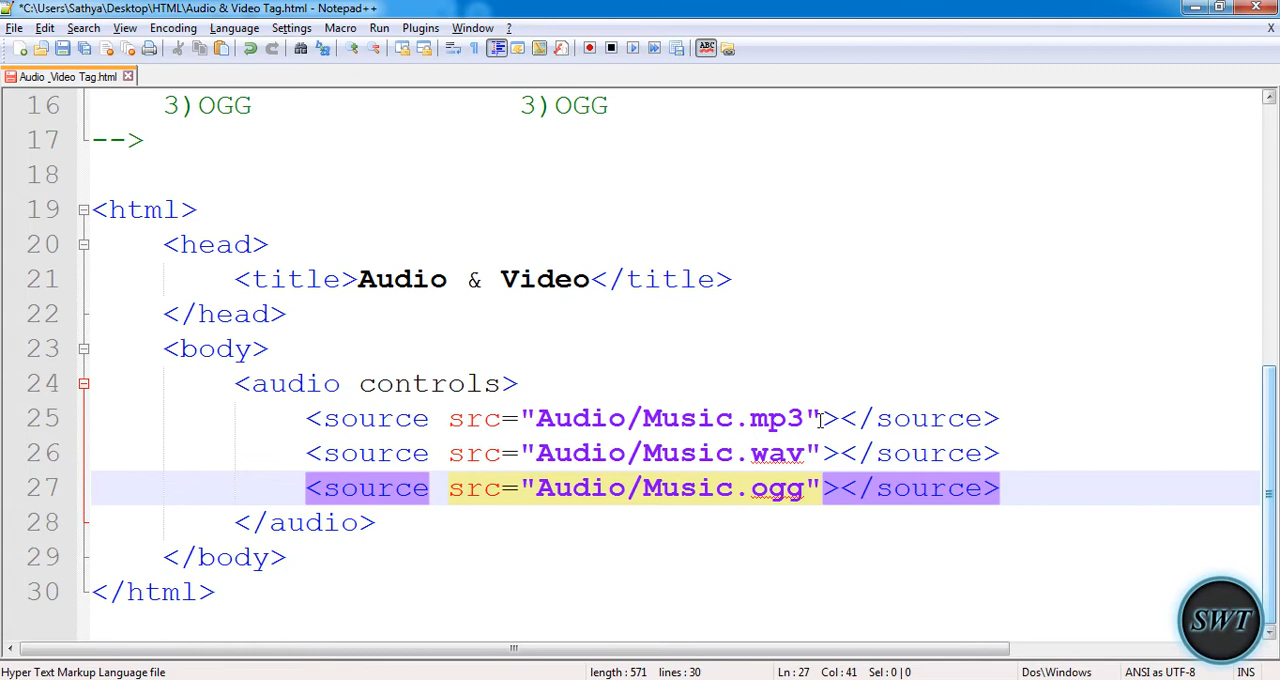 *C:\Users\Sathya\Desktop\HTML\Audio & Video Tag.html - Notepad++
File Edit Search View Encoding Language Settings Macro Run Plugins Window ? X
ABC
Audio _Video Tag.html
16 3)OGG 3)OGG
17 -->
18
19 <html>
20 <head>
21 <title>Audio & Video</title>
22 </head>
23 <body>
24 <audio controls>
25 <source src="Audio/Music.mp3"></source>
26 <source src="Audio/Music.wav"></source>
27 <source src="Audio/Music.ogg"></source>
28 </audio>
29 </body>
30 </html>
SWT
Hyper Text Markup Language file length : 571 lines : 30 Ln : 27 Col : 41 Sel : 0 | 0 Dos\Windows ANSI as UTF-8 INS